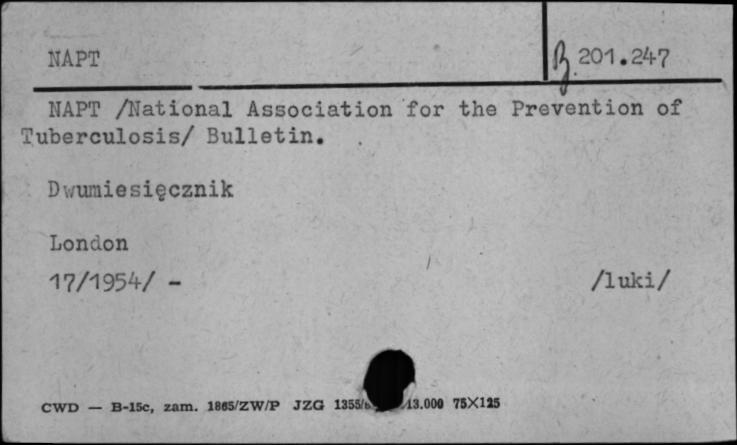 NAPT
B 201.247
NAPT /National Association for the Prevention of
Tuberculosis/ Bulletin.
Dwumiesięcznik
London
17/1954/ - /luki/
CWD — B-15c, zam. 1865/ZW/P JZG 1355/ 13.000 75X125